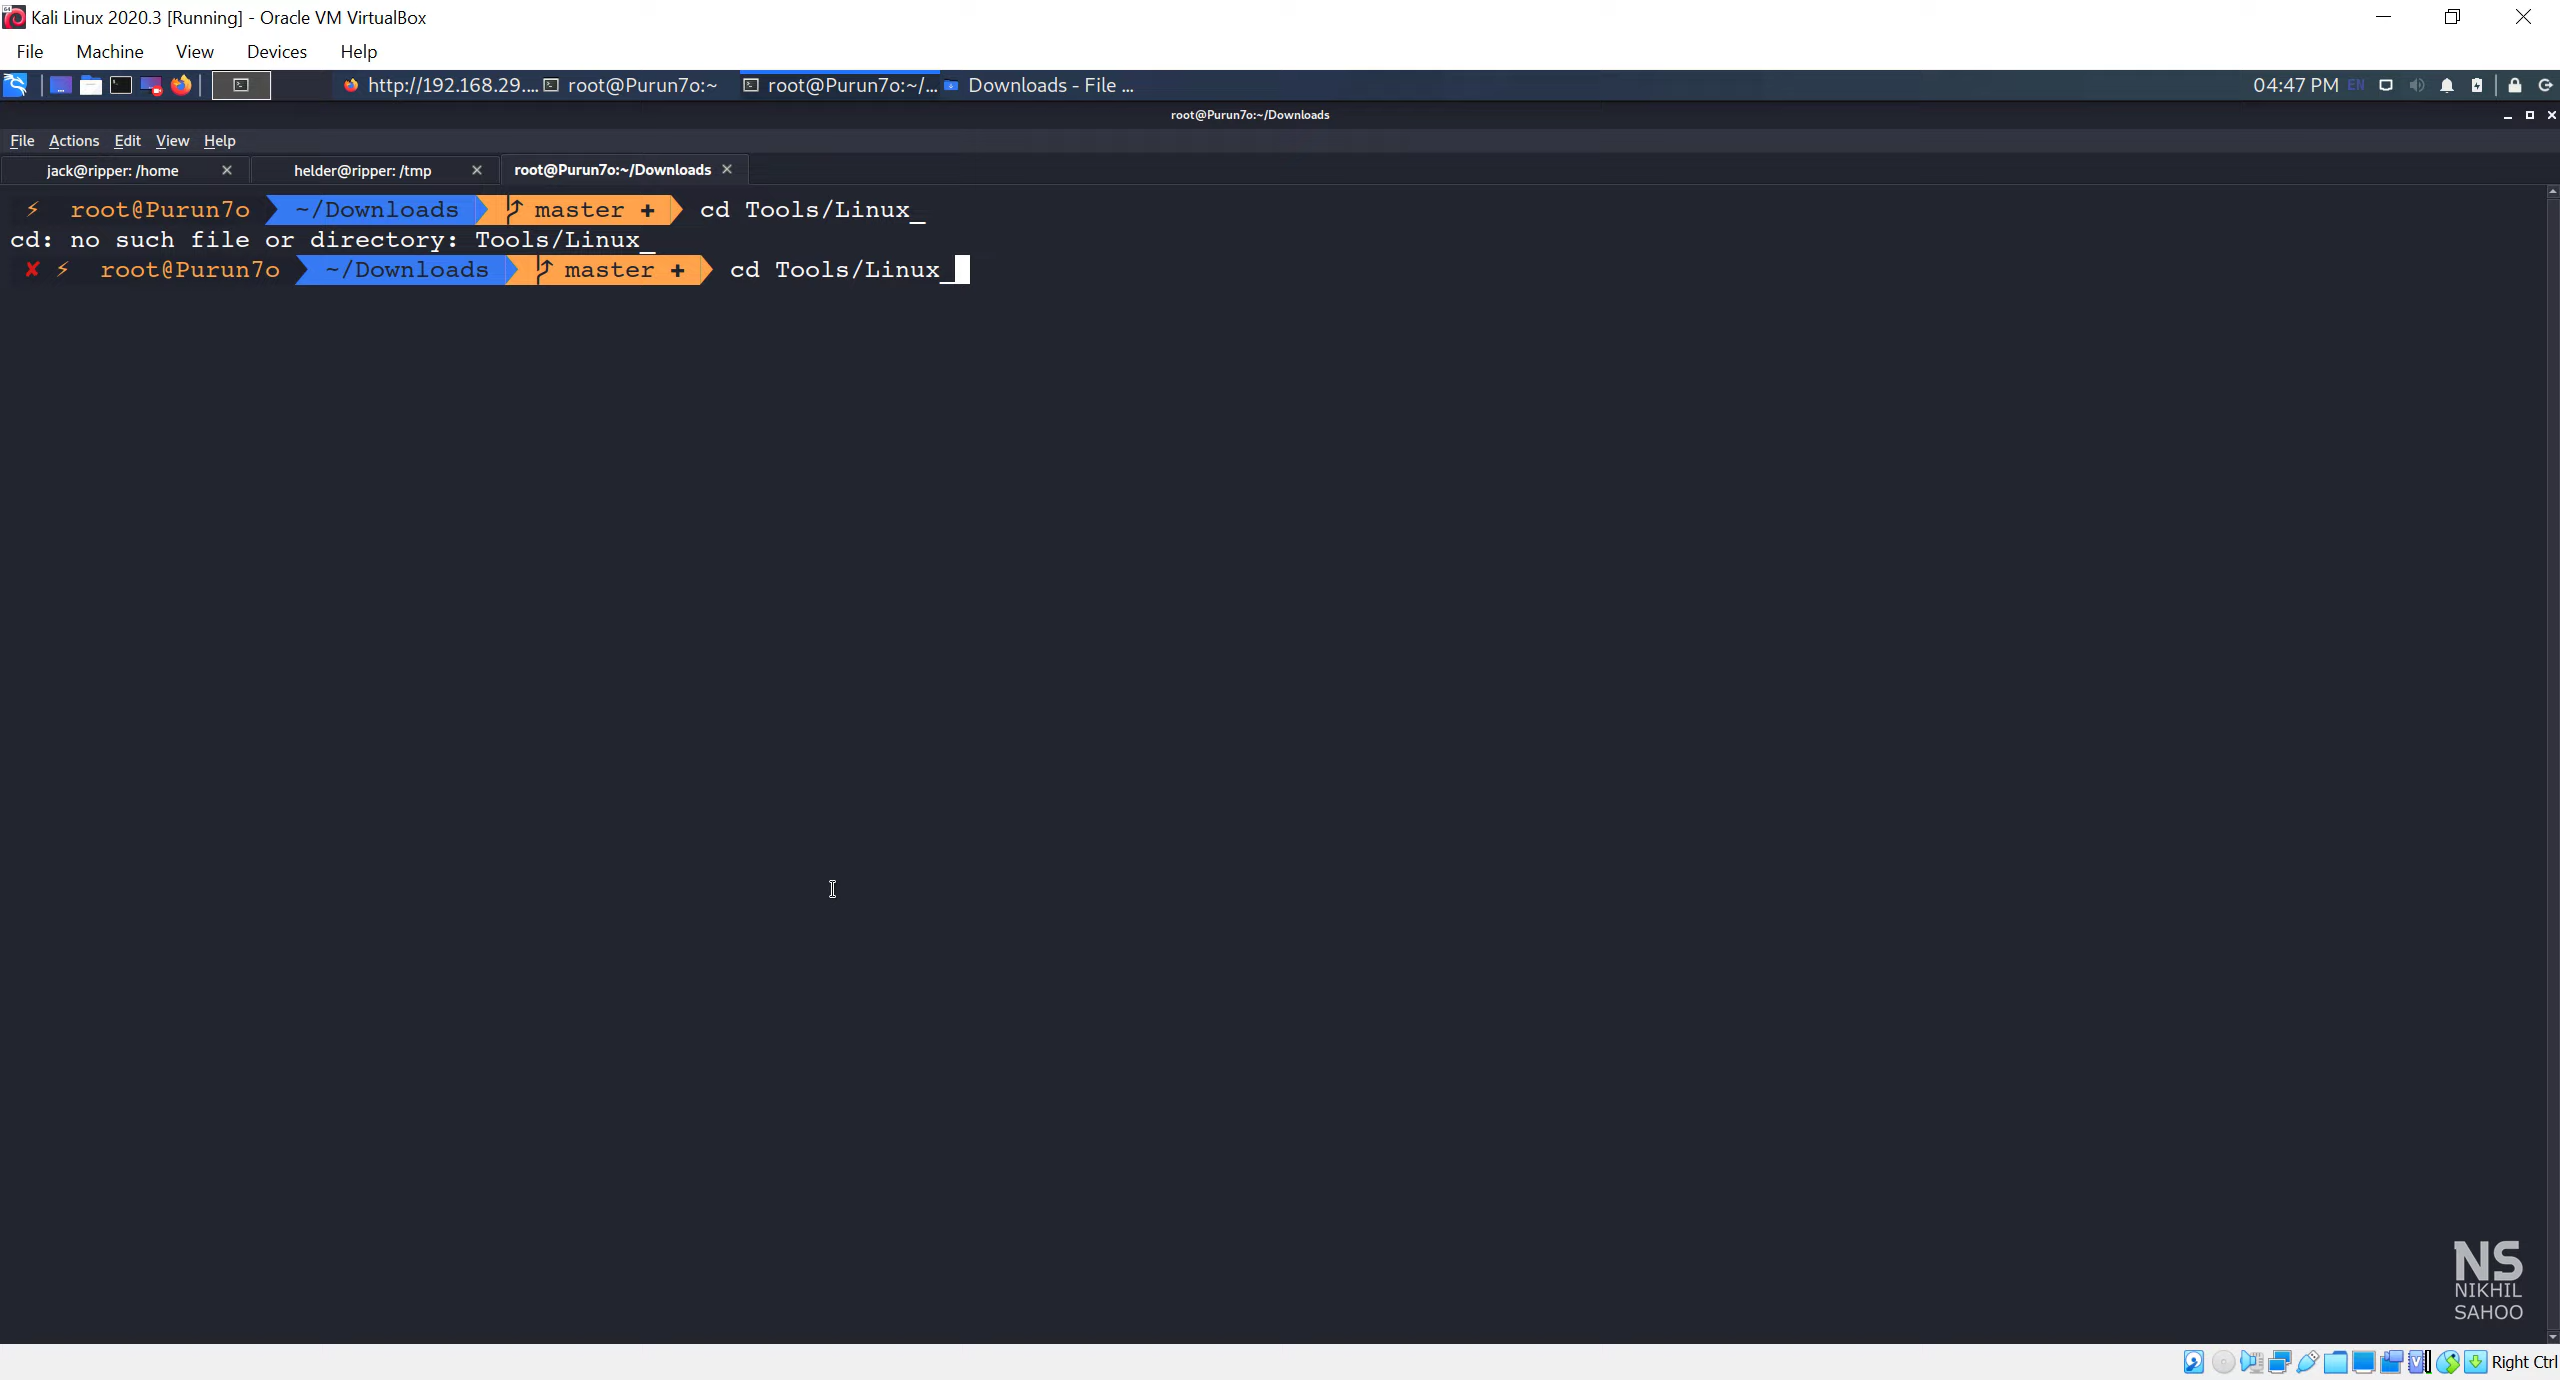 Kali Linux 2020.3 [Running] - Oracle VM VirtualBox
File Machine View Devices Help
http://192.168.29.... root@Purun7o:~ root@Purun7o:~/... Downloads - File ... 04:47 PM EN
root@Purun7o:~/Downloads
File Actions Edit View Help
jack@ripper: /home helder@ripper: /tmp root@Purun7o:~/Downloads
⚡ root@Purun7o ~/Downloads master + cd Tools/Linux_
cd: no such file or directory: Tools/Linux_
✘ ⚡ root@Purun7o ~/Downloads master + cd Tools/Linux_
NS
NIKHIL
SAHOO
Right Ctrl